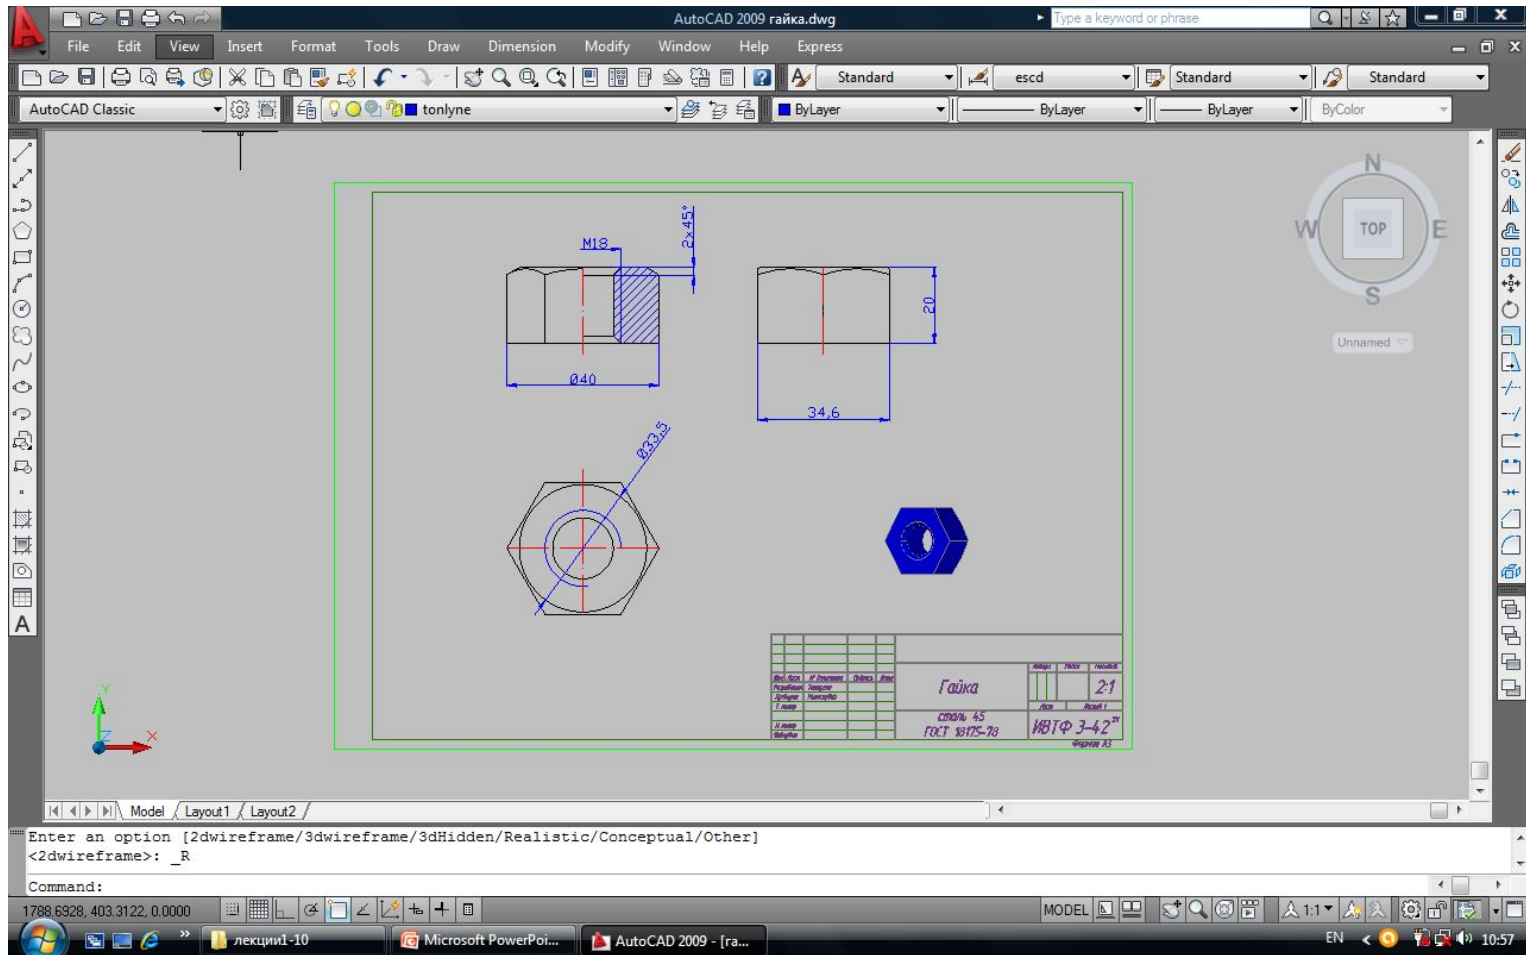 AutoCAD 2009 гайка.dwg
Type a keyword or phrase
File Edit View Insert Format Tools Draw Dimension Modify Window Help Express
Standard escd Standard Standard
AutoCAD Classic tonlyne ByLayer ByLayer ByLayer ByColor
N
W TOP E
S
Unnamed
M18
2×45°
20
Ø40
34,6
Ø33,5
Гайка
2:1
сталь 45
ГОСТ 18175-78
ИВТФ 3-42
Формат А3
Y
Z X
A
Model Layout1 Layout2
Enter an option [2dwireframe/3dwireframe/3dHidden/Realistic/Conceptual/Other]
<2dwireframe>: _R
Command:
1788.6928, 403.3122, 0.0000 MODEL 1:1
лекции1-10 Microsoft PowerPoi... AutoCAD 2009 - [га... EN 10:57